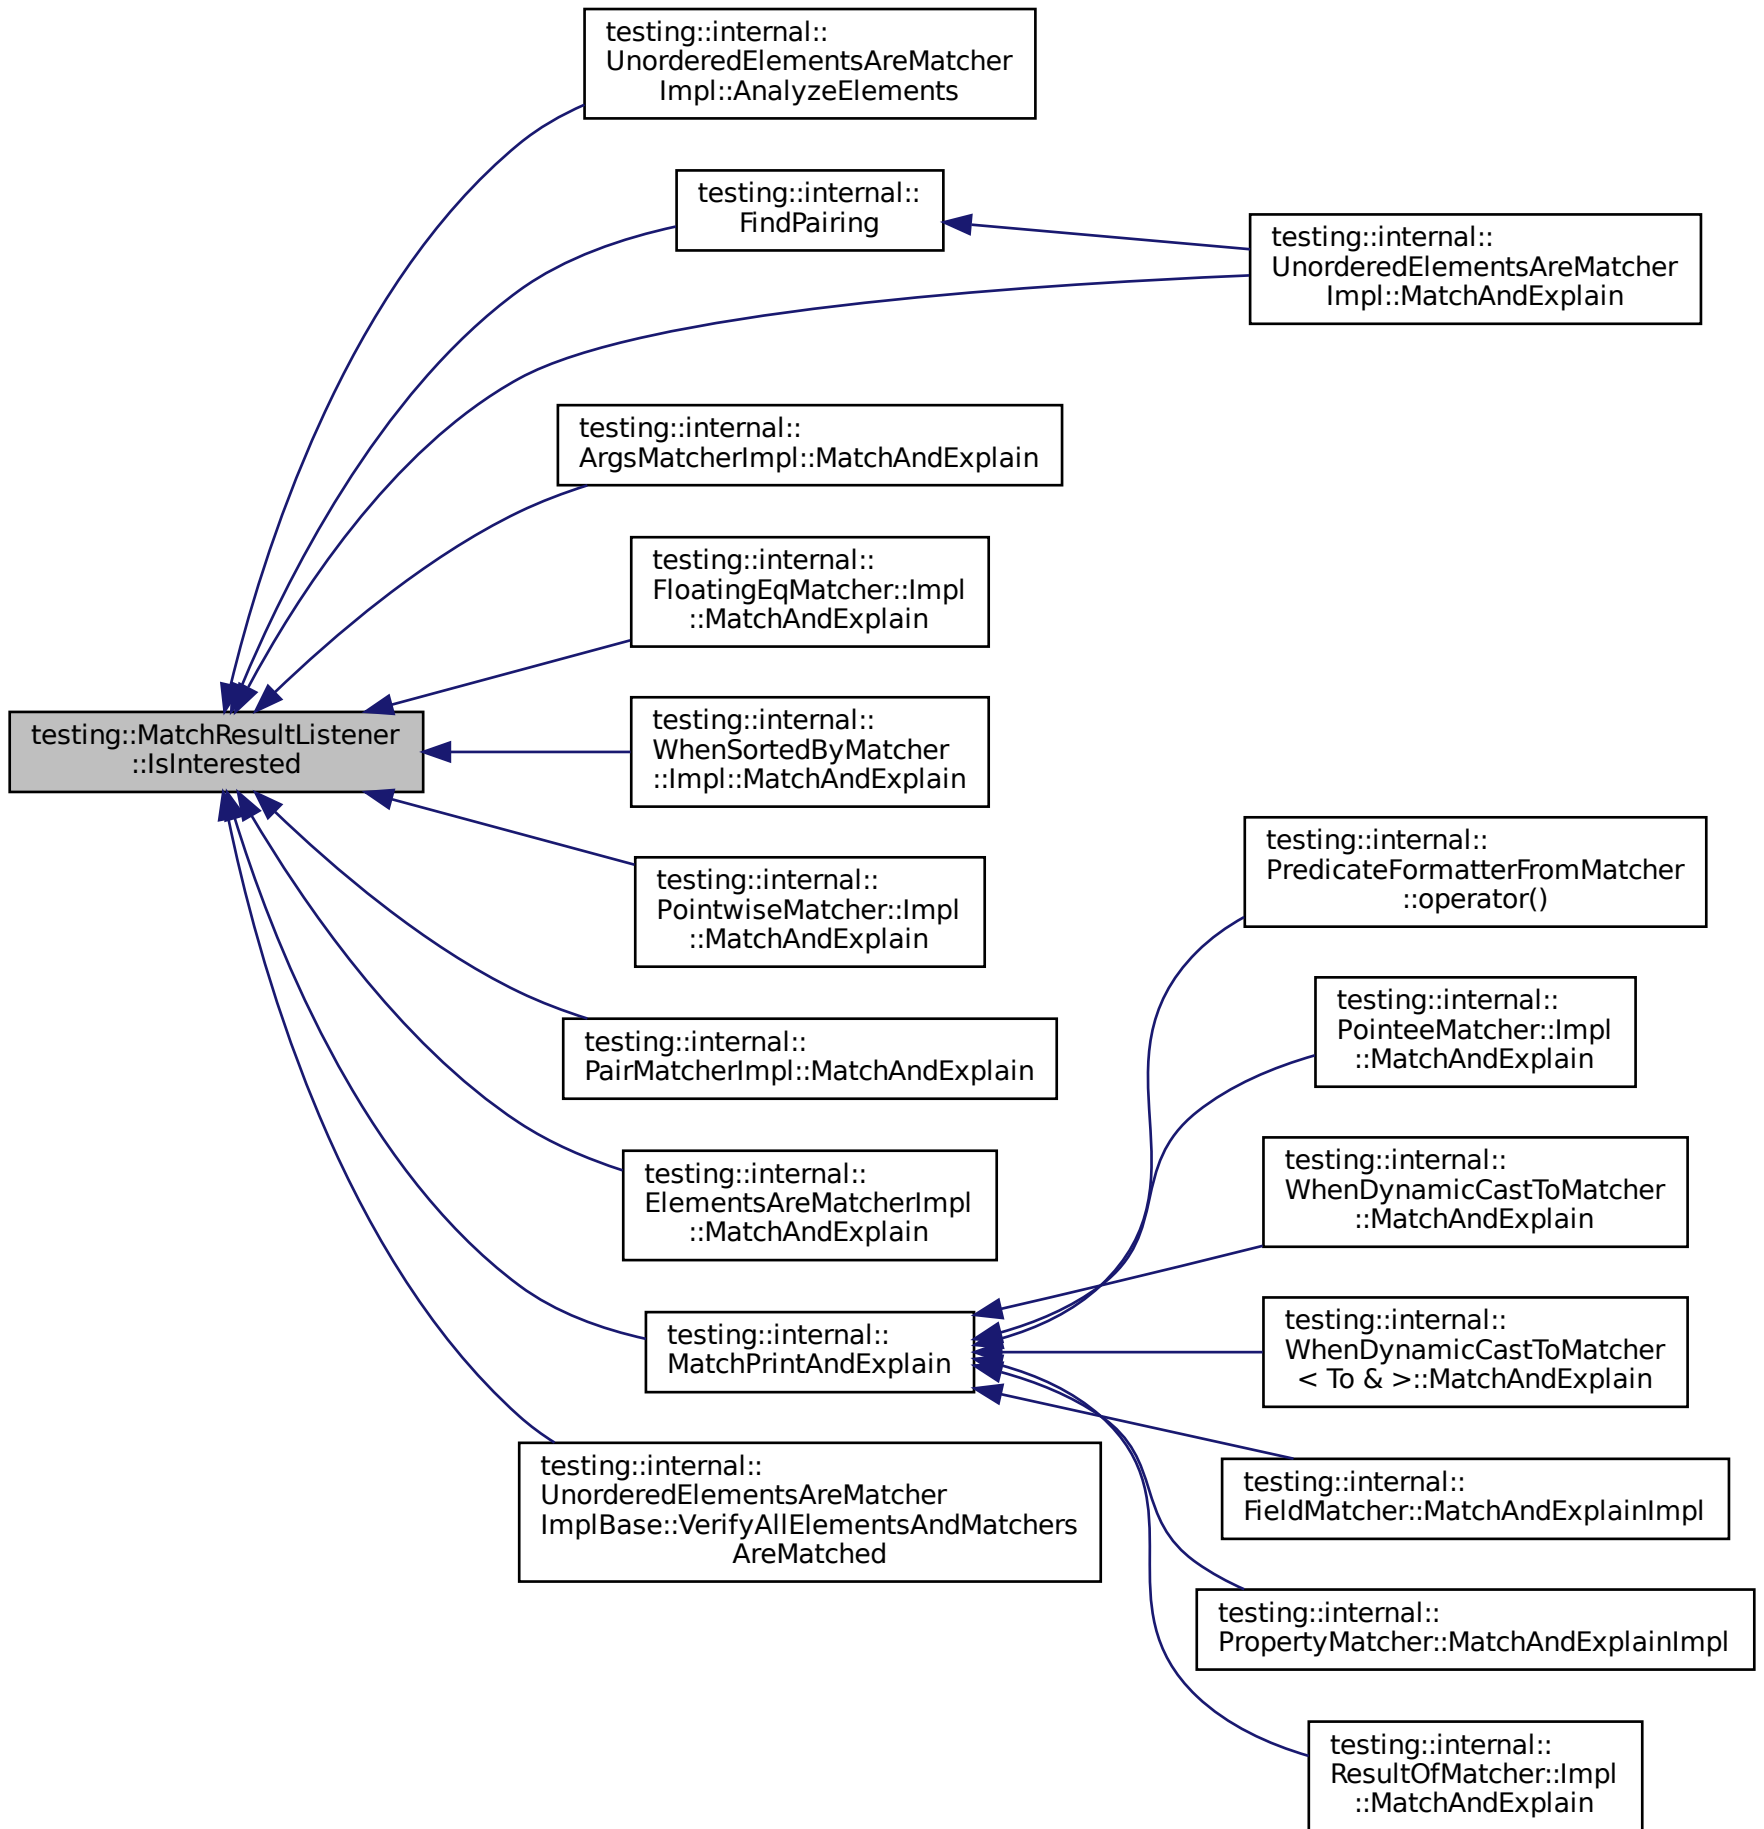 testing::internal::
UnorderedElementsAreMatcher
Impl::AnalyzeElements
testing::internal::
FindPairing
testing::internal::
UnorderedElementsAreMatcher
Impl::MatchAndExplain
testing::internal::
ArgsMatcherImpl::MatchAndExplain
testing::internal::
FloatingEqMatcher::Impl
::MatchAndExplain
testing::MatchResultListener
::IsInterested
testing::internal::
WhenSortedByMatcher
::Impl::MatchAndExplain
testing::internal::
PointwiseMatcher::Impl
::MatchAndExplain
testing::internal::
PredicateFormatterFromMatcher
::operator()
testing::internal::
PointeeMatcher::Impl
::MatchAndExplain
testing::internal::
PairMatcherImpl::MatchAndExplain
testing::internal::
WhenDynamicCastToMatcher
::MatchAndExplain
testing::internal::
ElementsAreMatcherImpl
::MatchAndExplain
testing::internal::
MatchPrintAndExplain
testing::internal::
WhenDynamicCastToMatcher
< To & >::MatchAndExplain
testing::internal::
UnorderedElementsAreMatcher
ImplBase::VerifyAllElementsAndMatchers
AreMatched
testing::internal::
FieldMatcher::MatchAndExplainImpl
testing::internal::
PropertyMatcher::MatchAndExplainImpl
testing::internal::
ResultOfMatcher::Impl
::MatchAndExplain